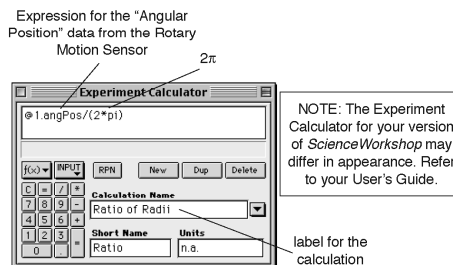 Expression for the “Angular
Position” data from the Rotary
Motion Sensor
2π
Experiment Calculator
@1.angPos/(2*pi)
f(x) INPUT RPN New Dup Delete
C = / *
7 8 9 -
4 5 6 +
1 2 3 =
0 .
Calculation Name
Ratio of Radii
Short Name Units
Ratio n.a.
NOTE: The Experiment
Calculator for your version
of ScienceWorkshop may
differ in appearance. Refer
to your User's Guide.
label for the
calculation